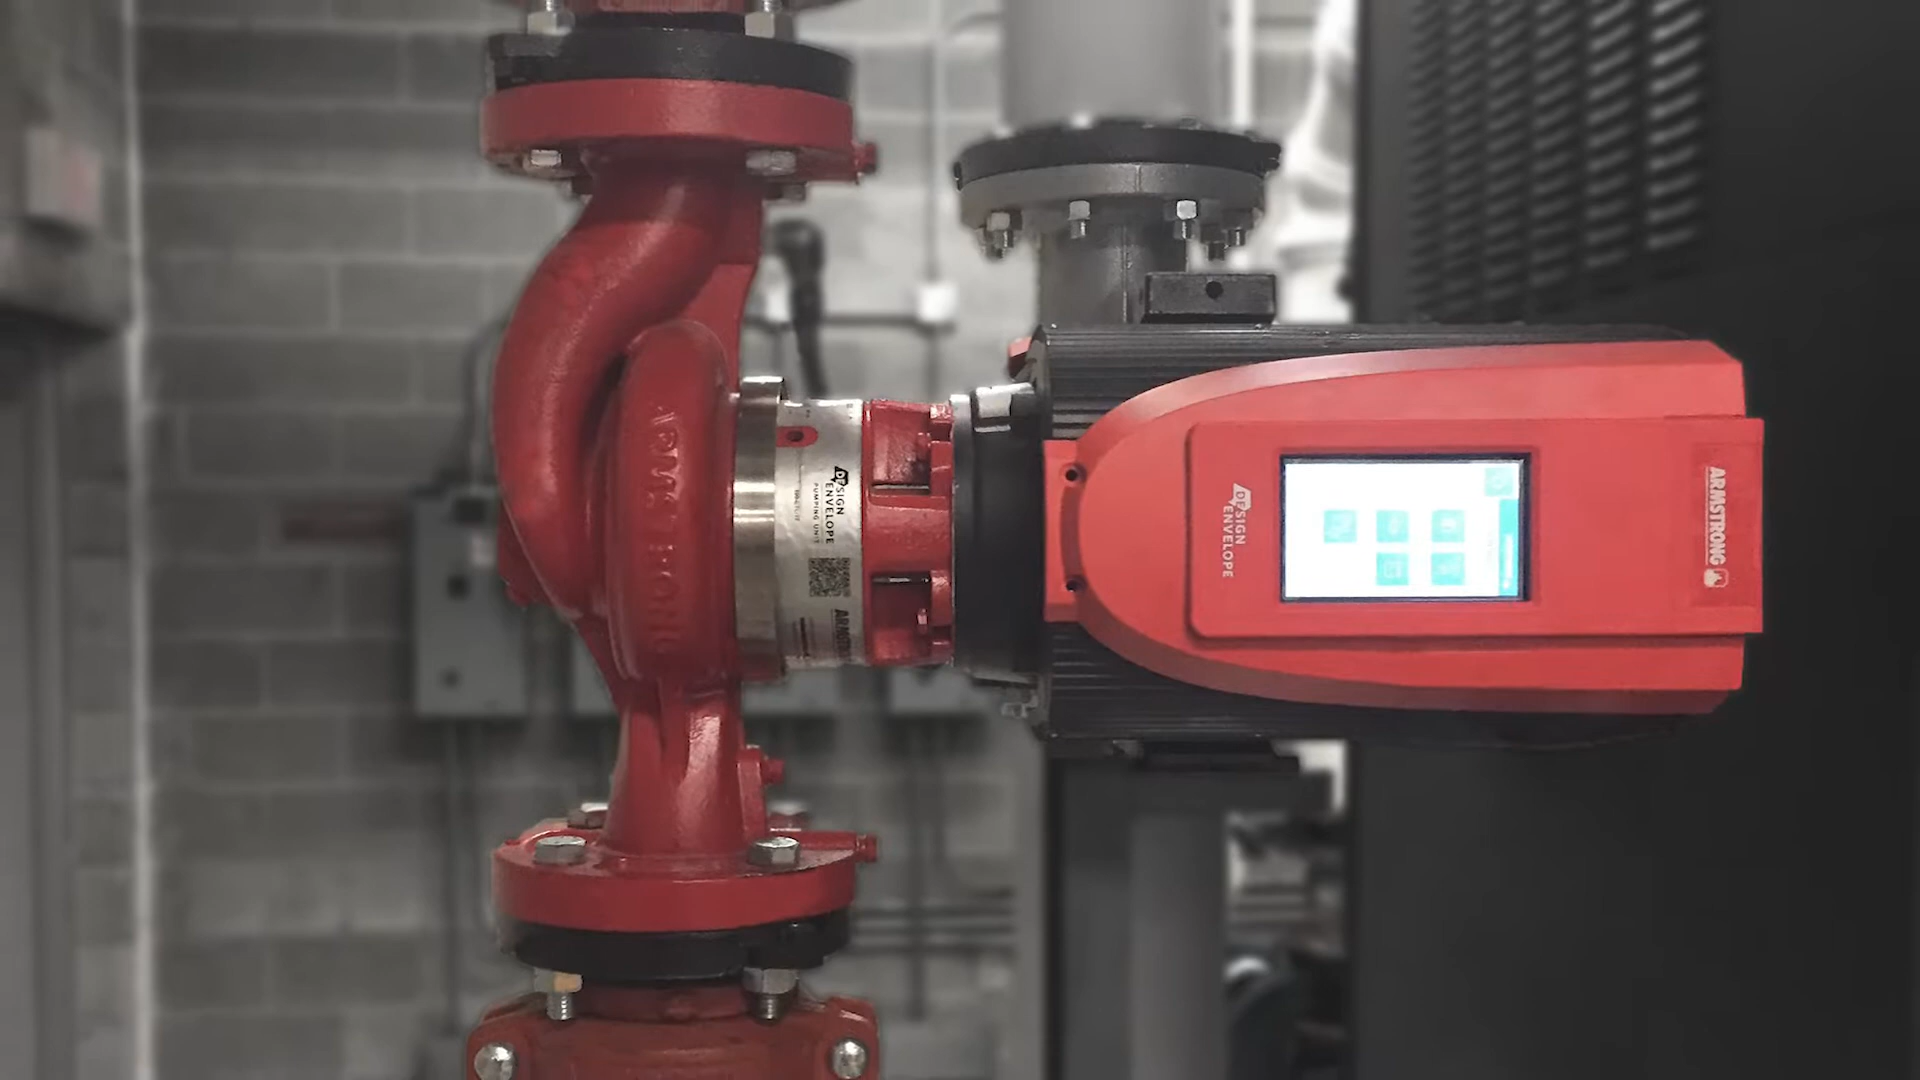 ARMSTRONG
DESIGN
ENVELOPE
PUMPING UNIT
DESIGN
ENVELOPE
ARMSTRONG